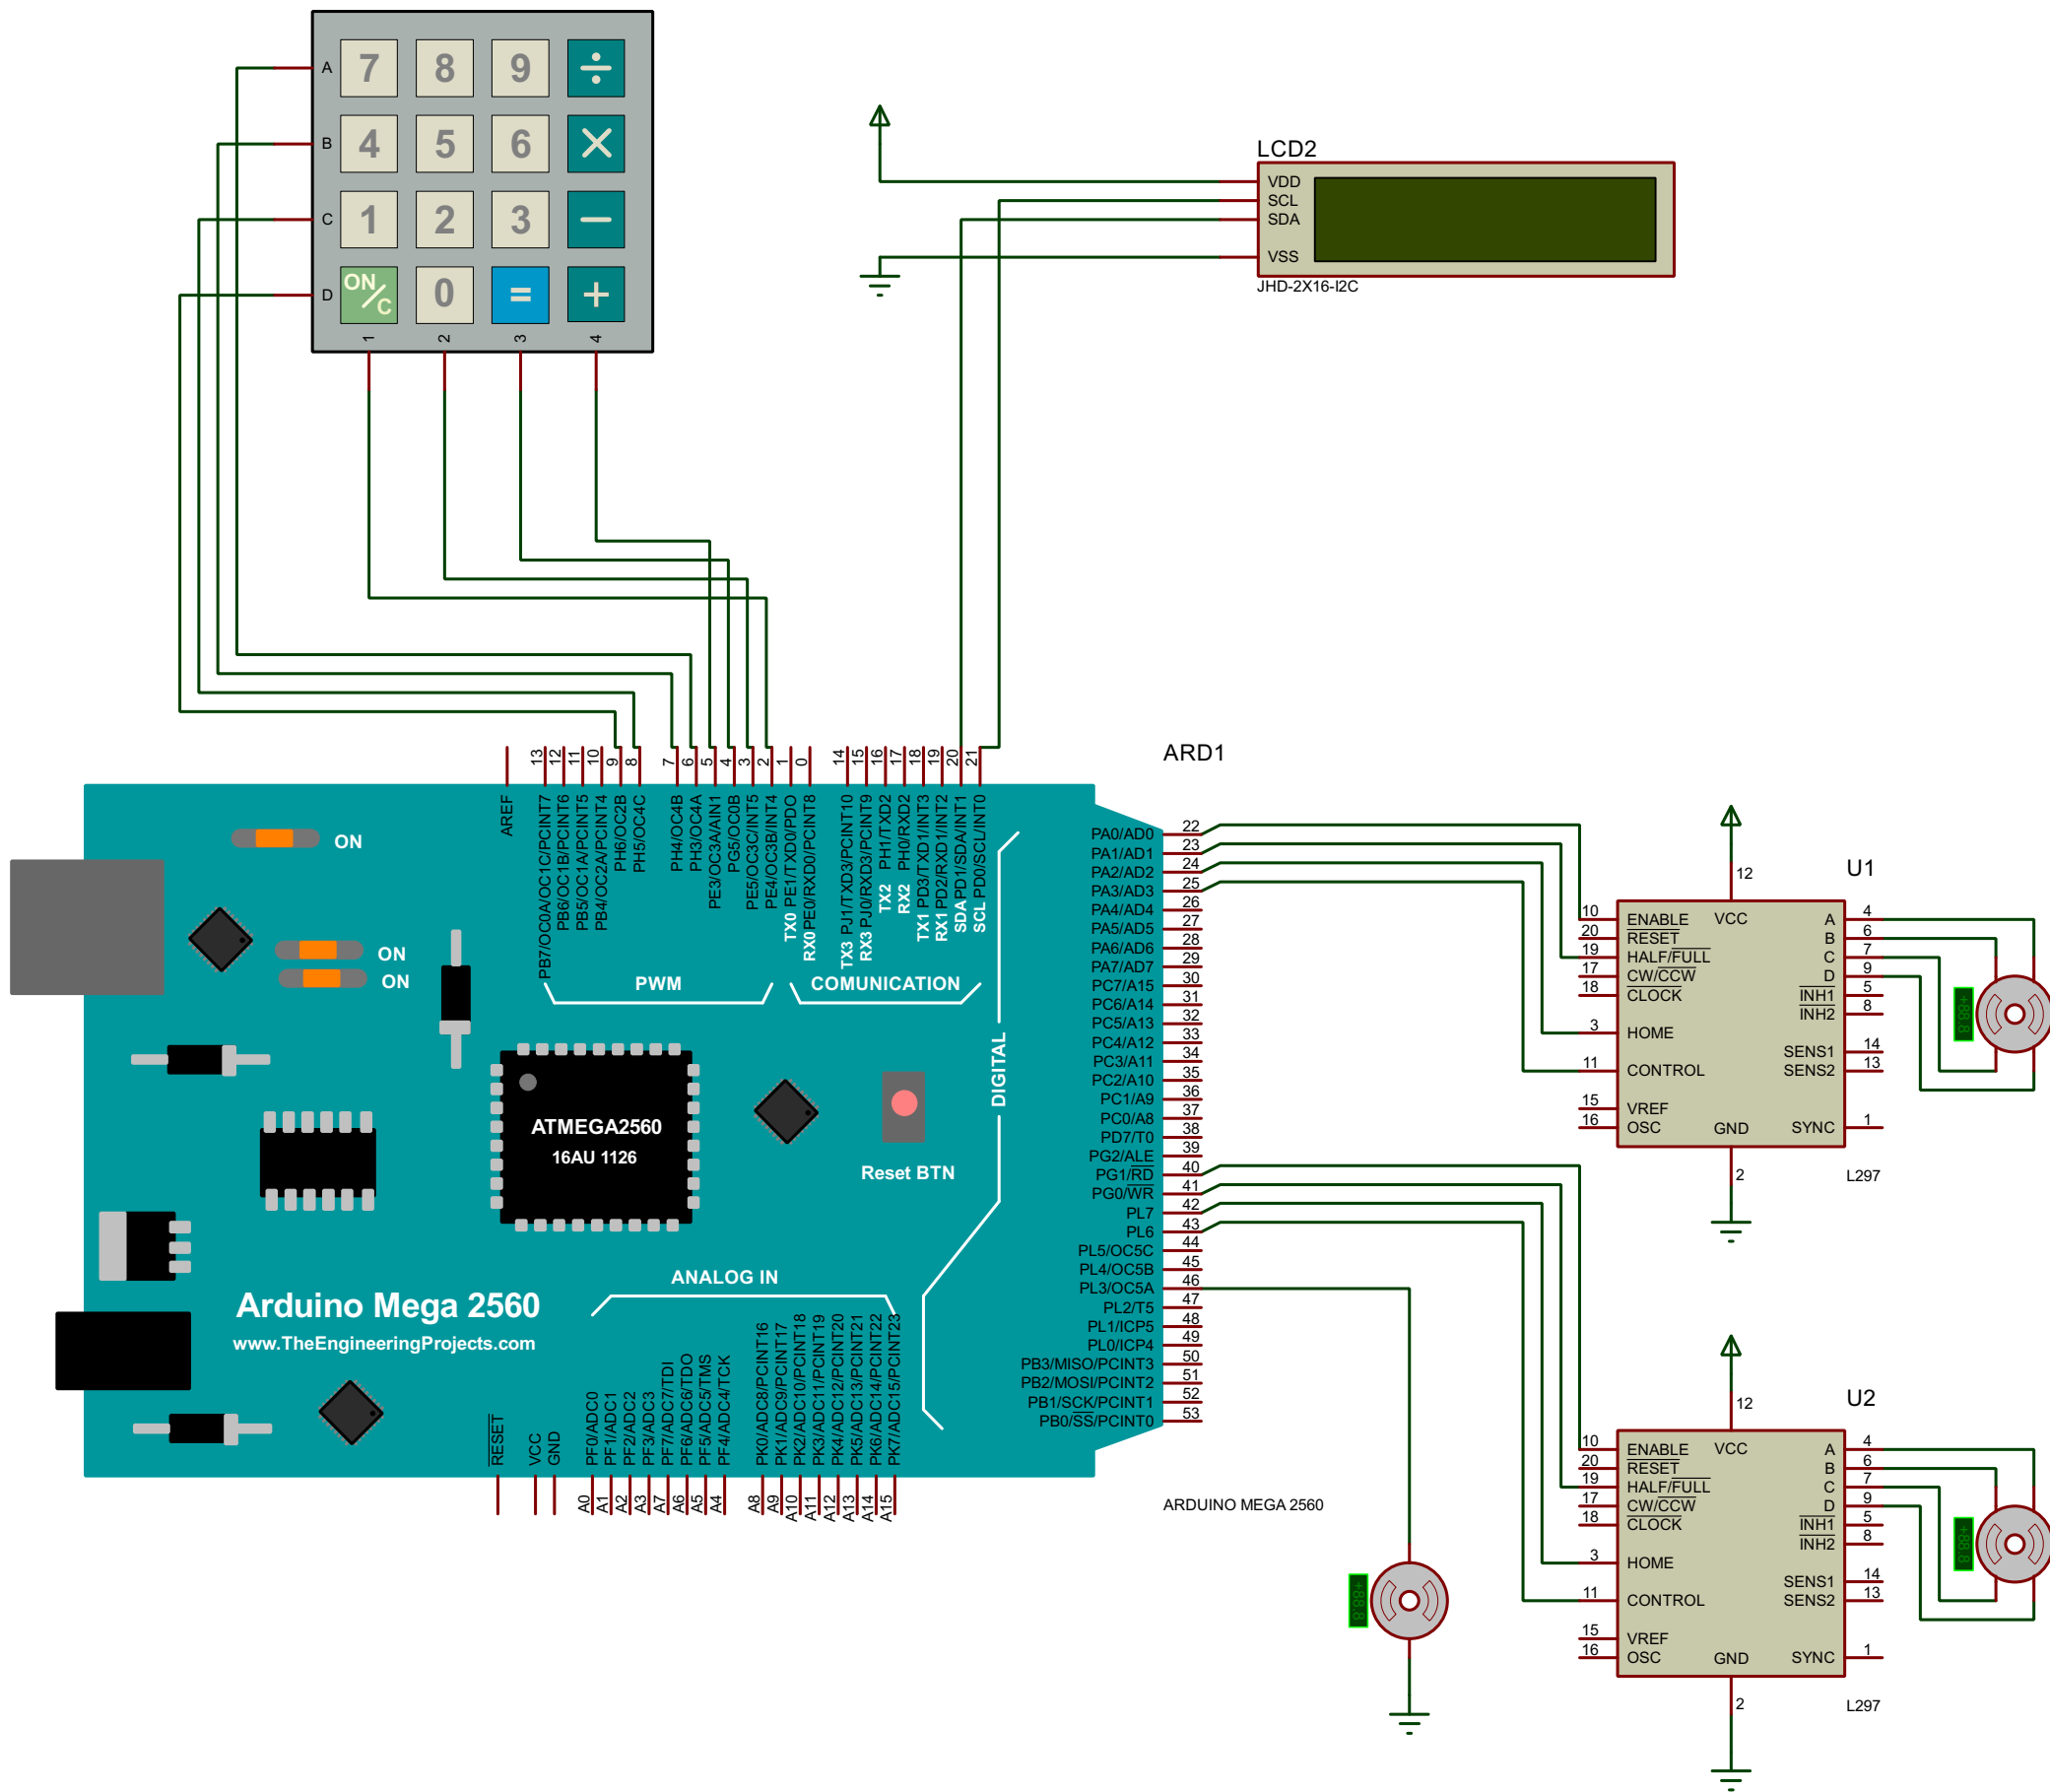 A 7 8 9 ÷
B 4 5 6 ×
C 1 2 3 −
D ON/C 0 = +
1 2 3 4
LCD2
VDD
SCL
SDA
VSS
JHD-2X16-I2C
ARD1
13 12 11 10 9 8 7 6 5 4 3 2 1 0 14 15 16 17 18 19 20 21
AREF
PB7/OC0A/OC1C/PCINT7
PB6/OC1B/PCINT6
PB5/OC1A/PCINT5
PB4/OC2A/PCINT4
PH6/OC2B
PH5/OC4C
PH4/OC4B
PH3/OC4A
PE3/OC3A/AIN1
PG5/OC0B
PE5/OC3C/INT5
PE4/OC3B/INT4
TX0 PE1/TXD0/PDO
RX0 PE0/RXD0/PCINT8
TX3 PJ1/TXD3/PCINT10
RX3 PJ0/RXD3/PCINT9
TX2 PH1/TXD2
RX2 PH0/RXD2
TX1 PD3/TXD1/INT3
RX1 PD2/RXD1/INT2
SDA PD1/SDA/INT1
SCL PD0/SCL/INT0
ON
ON
ON
PWM
COMUNICATION
DIGITAL
ATMEGA2560
16AU 1126
Reset BTN
ANALOG IN
Arduino Mega 2560
www.TheEngineeringProjects.com
PA0/AD0 22
PA1/AD1 23
PA2/AD2 24
PA3/AD3 25
PA4/AD4 26
PA5/AD5 27
PA6/AD6 28
PA7/AD7 29
PC7/A15 30
PC6/A14 31
PC5/A13 32
PC4/A12 33
PC3/A11 34
PC2/A10 35
PC1/A9 36
PC0/A8 37
PD7/T0 38
PG2/ALE 39
PG1/RD 40
PG0/WR 41
PL7 42
PL6 43
PL5/OC5C 44
PL4/OC5B 45
PL3/OC5A 46
PL2/T5 47
PL1/ICP5 48
PL0/ICP4 49
PB3/MISO/PCINT3 50
PB2/MOSI/PCINT2 51
PB1/SCK/PCINT1 52
PB0/SS/PCINT0 53
RESET
VCC
GND
PF0/ADC0
PF1/ADC1
PF2/ADC2
PF3/ADC3
PF7/ADC7/TDI
PF6/ADC6/TDO
PF5/ADC5/TMS
PF4/ADC4/TCK
PK0/ADC8/PCINT16
PK1/ADC9/PCINT17
PK2/ADC10/PCINT18
PK3/ADC11/PCINT19
PK4/ADC12/PCINT20
PK5/ADC13/PCINT21
PK6/ADC14/PCINT22
PK7/ADC15/PCINT23
A0 A1 A2 A3 A7 A6 A5 A4 A8 A9 A10 A11 A12 A13 A14 A15
ARDUINO MEGA 2560
+88.8
U1
12
VCC
10 ENABLE A 4
20 RESET B 6
19 HALF/FULL C 7
17 CW/CCW D 9
18 CLOCK INH1 5
INH2 8
3 HOME
SENS1 14
11 CONTROL SENS2 13
15 VREF
16 OSC GND SYNC 1
2
L297
+88.8
U2
12
VCC
10 ENABLE A 4
20 RESET B 6
19 HALF/FULL C 7
17 CW/CCW D 9
18 CLOCK INH1 5
INH2 8
3 HOME
SENS1 14
11 CONTROL SENS2 13
15 VREF
16 OSC GND SYNC 1
2
L297
+88.8